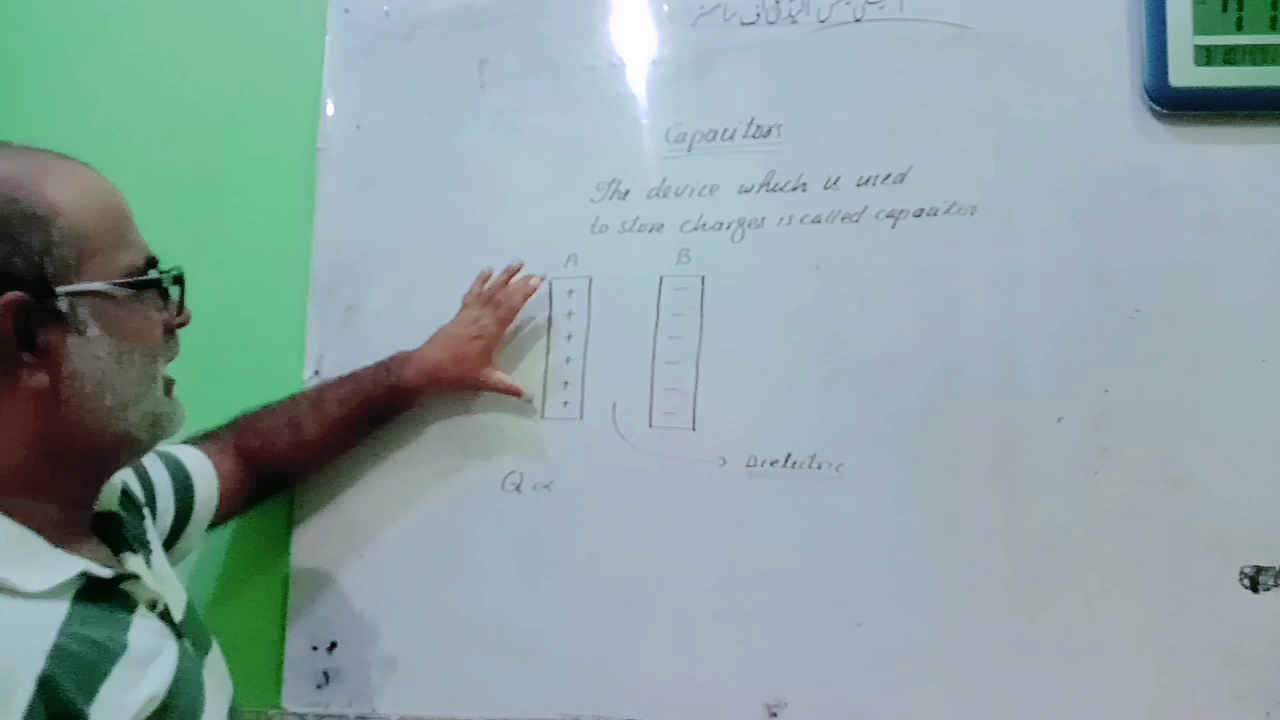 Capacitors
The device which is used
to store charges is called capacitor
A B
+ −
+ −
+ −
+ −
+ −
+ −
Dielectric
Q ∝